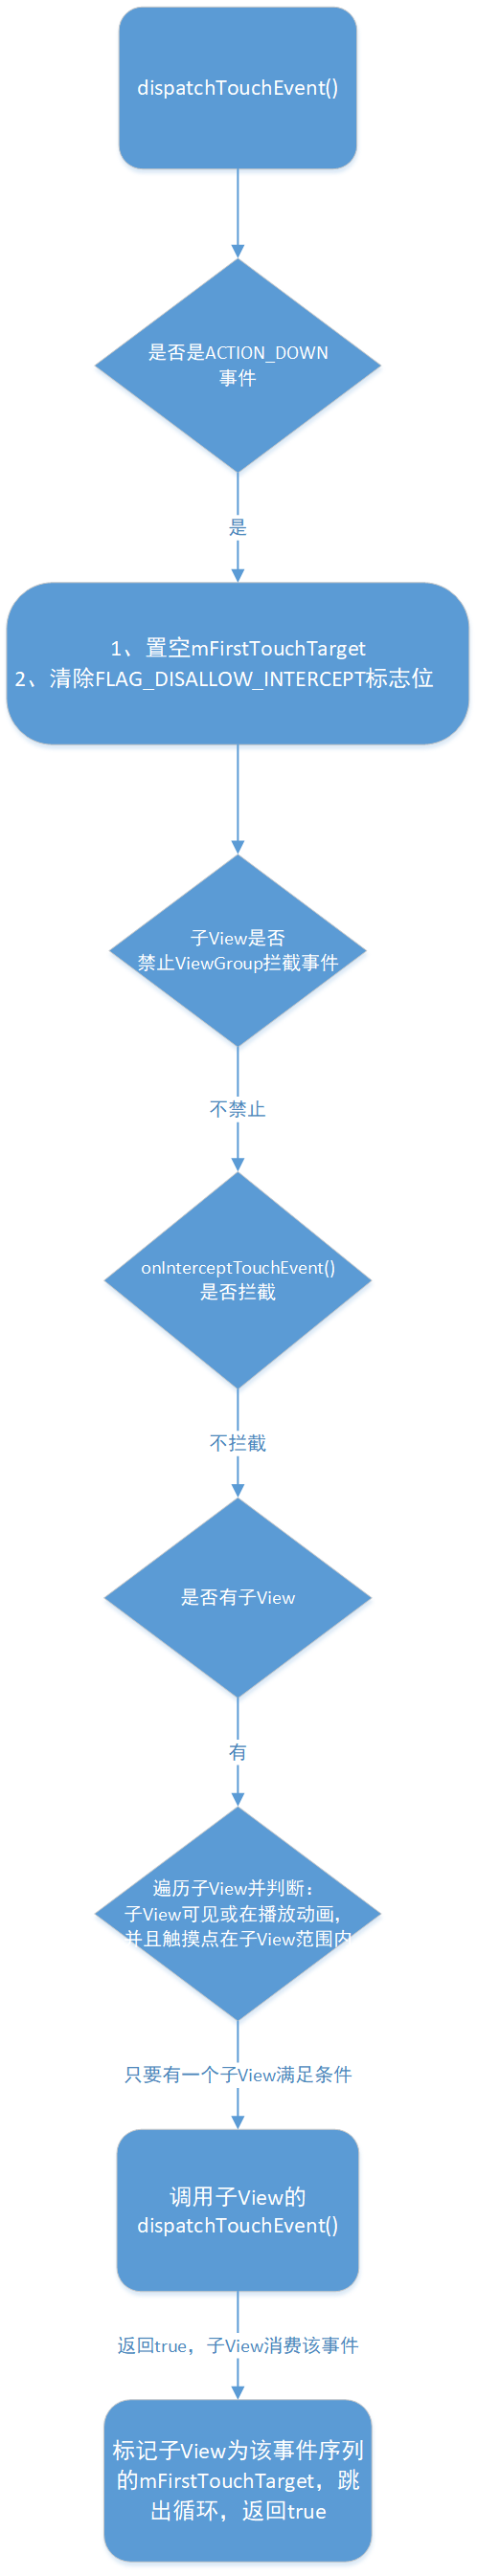 dispatchTouchEvent()
是否是ACTION_DOWN
事件
是
1、置空mFirstTouchTarget
2、清除FLAG_DISALLOW_INTERCEPT标志位
子View是否
禁止ViewGroup拦截事件
不禁止
onInterceptTouchEvent()
是否拦截
不拦截
是否有子View
有
遍历子View并判断：
子View可见或在播放动画，
并且触摸点在子View范围内
只要有一个子View满足条件
调用子View的
dispatchTouchEvent()
返回true，子View消费该事件
标记子View为该事件序列
的mFirstTouchTarget，跳
出循环，返回true